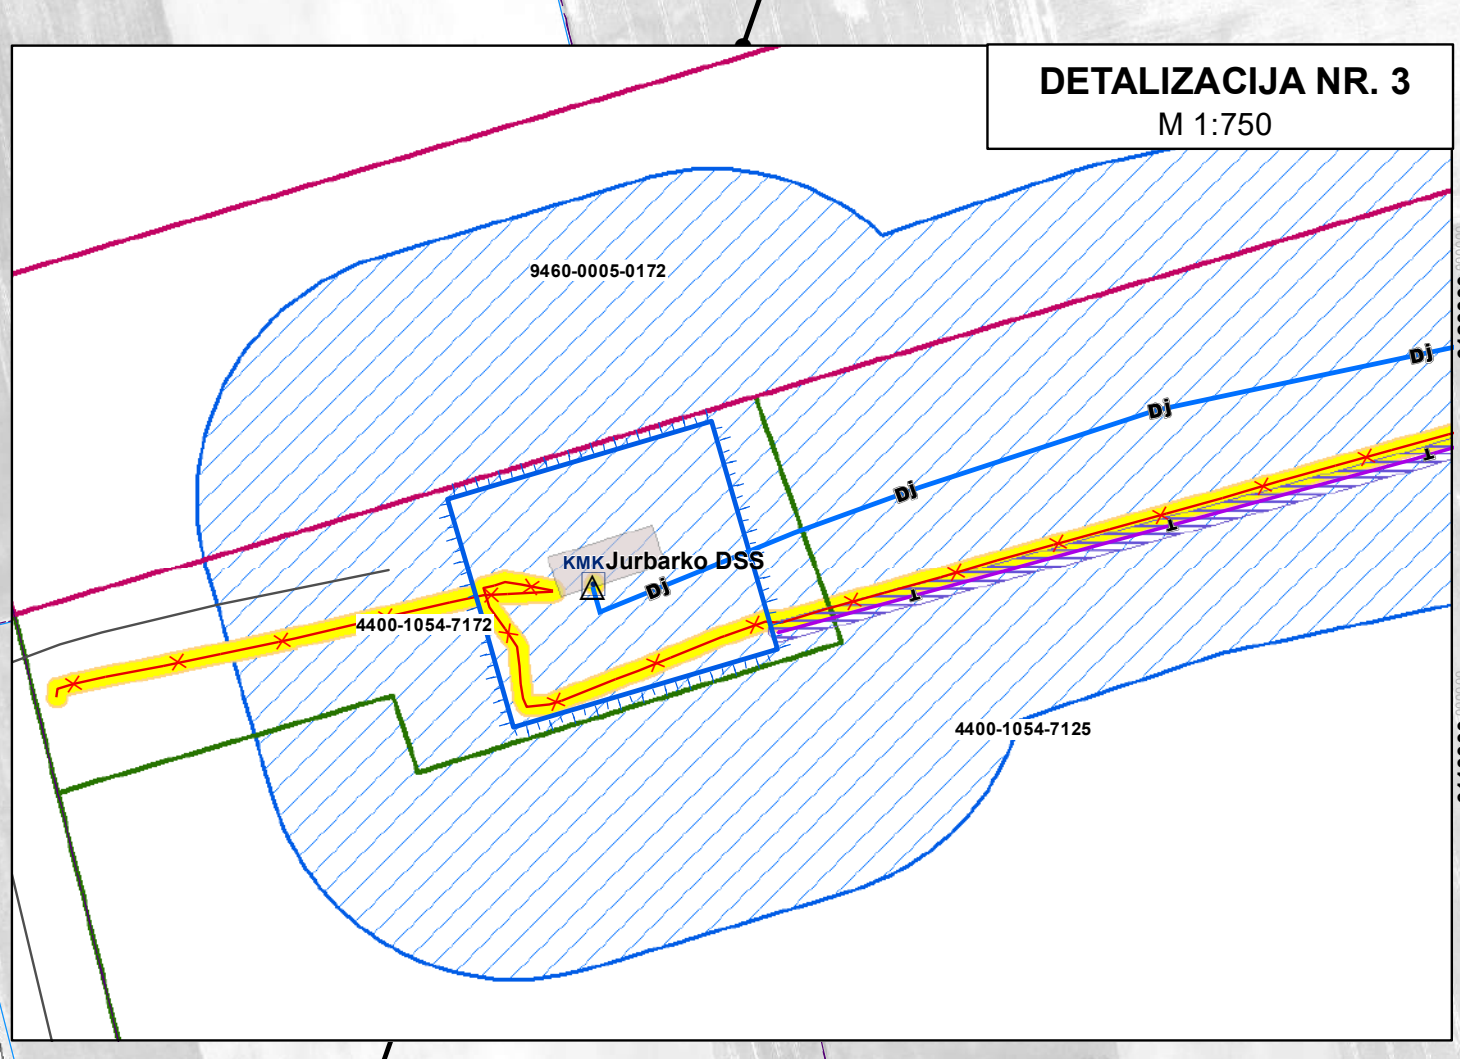 DETALIZACIJA NR. 3
M 1:750
9460-0005-0172
Dj
Dj
T
Dj
T
KMK Jurbarko DSS
Dj
T
4400-1054-7172
4400-1054-7125